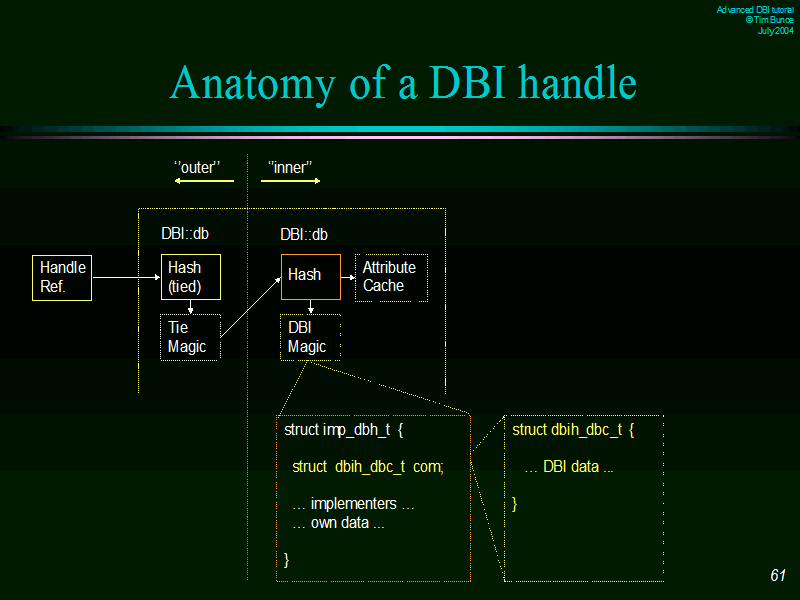 Advanced DBI tutorial
© Tim Bunce
July 2004
Anatomy of a DBI handle
‘’outer’’
‘’inner’’
DBI::db
DBI::db
Handle
Ref.
Hash
(tied)
Hash
Attribute
Cache
Tie
Magic
DBI
Magic
struct imp_dbh_t {
struct dbih_dbc_t com;
… implementers …
… own data ...
}
struct dbih_dbc_t {
… DBI data ...
}
61